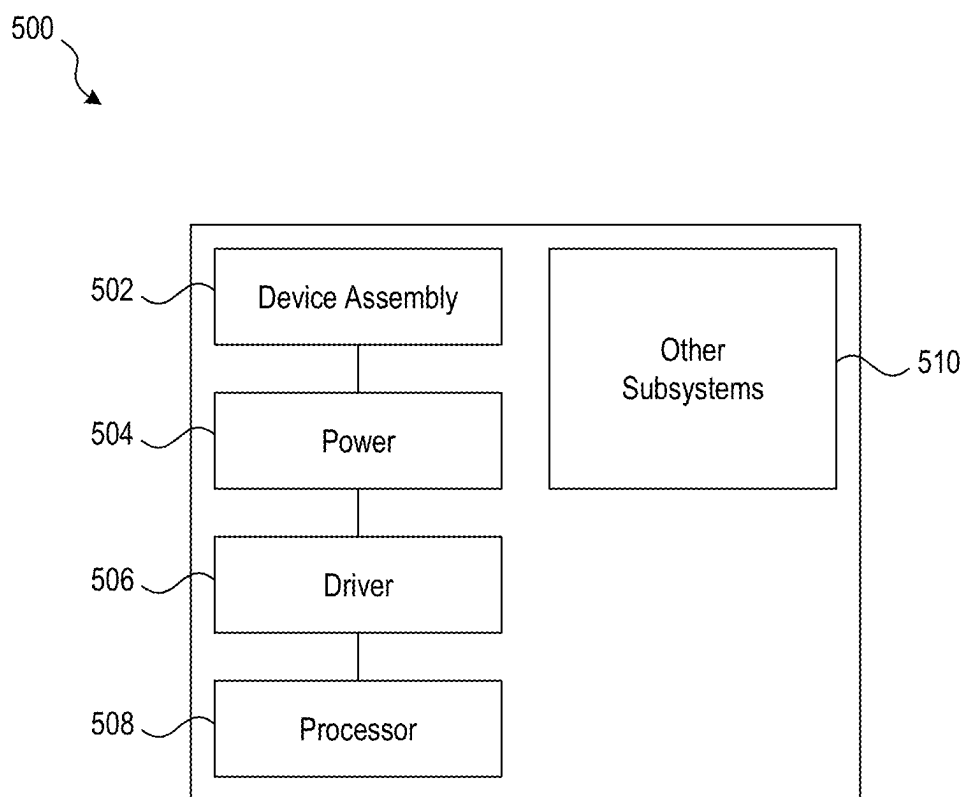 500
502
Device Assembly
504
Power
506
Driver
508
Processor
Other
Subsystems
510